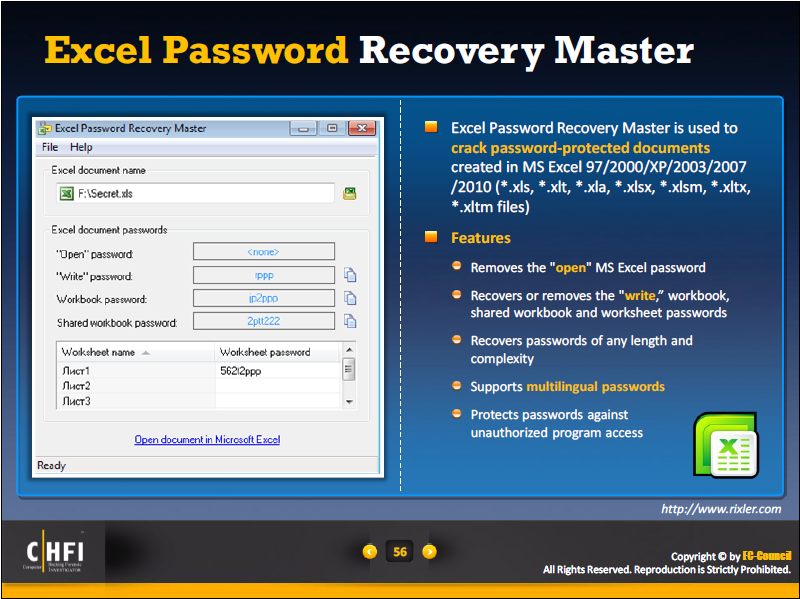 Excel Password Recovery Master
Excel Password Recovery Master
File Help
Excel document name
F:\Secret.xls
Excel document passwords
"Open" password:
<none>
"Write" password:
rppp
Workbook password:
jp2ppp
Shared workbook password:
2ptt222
Worksheet name
Worksheet password
Лист1
562t2ppp
Лист2
Лист3
Open document in Microsoft Excel
Ready
Excel Password Recovery Master is used to
crack password-protected documents
created in MS Excel 97/2000/XP/2003/2007
/2010 (*.xls, *.xlt, *.xla, *.xlsx, *.xlsm, *.xltx,
*.xltm files)
Features
Removes the "open" MS Excel password
Recovers or removes the "write,” workbook,
shared workbook and worksheet passwords
Recovers passwords of any length and
complexity
Supports multilingual passwords
Protects passwords against
unauthorized program access
http://www.rixler.com
CHFI
Computer Hacking Forensic
INVESTIGATOR
56
Copyright © by EC-Council
All Rights Reserved. Reproduction is Strictly Prohibited.